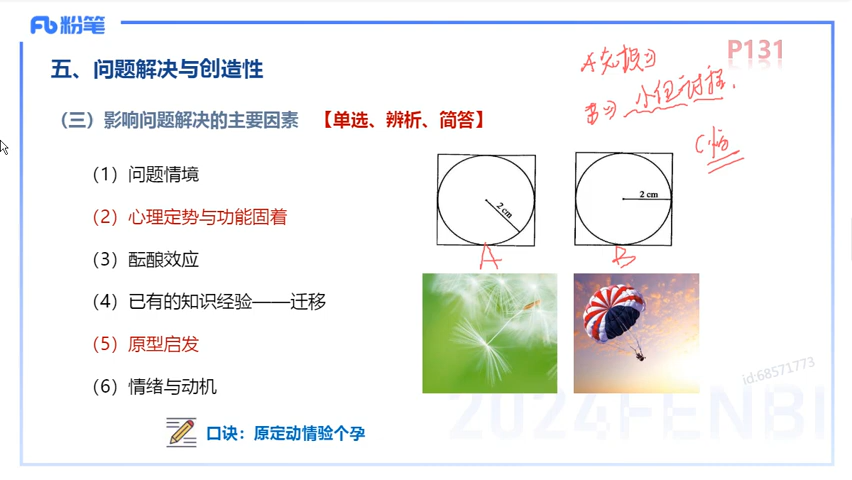 粉笔
五、问题解决与创造性
P131
（三）影响问题解决的主要因素 【单选、辨析、简答】
（1）问题情境
（2）心理定势与功能固着
（3）酝酿效应
（4）已有的知识经验——迁移
（5）原型启发
（6）情绪与动机
2 cm
2 cm
A
B
口诀：原定动情验个孕
id:68571773
2024FENBI